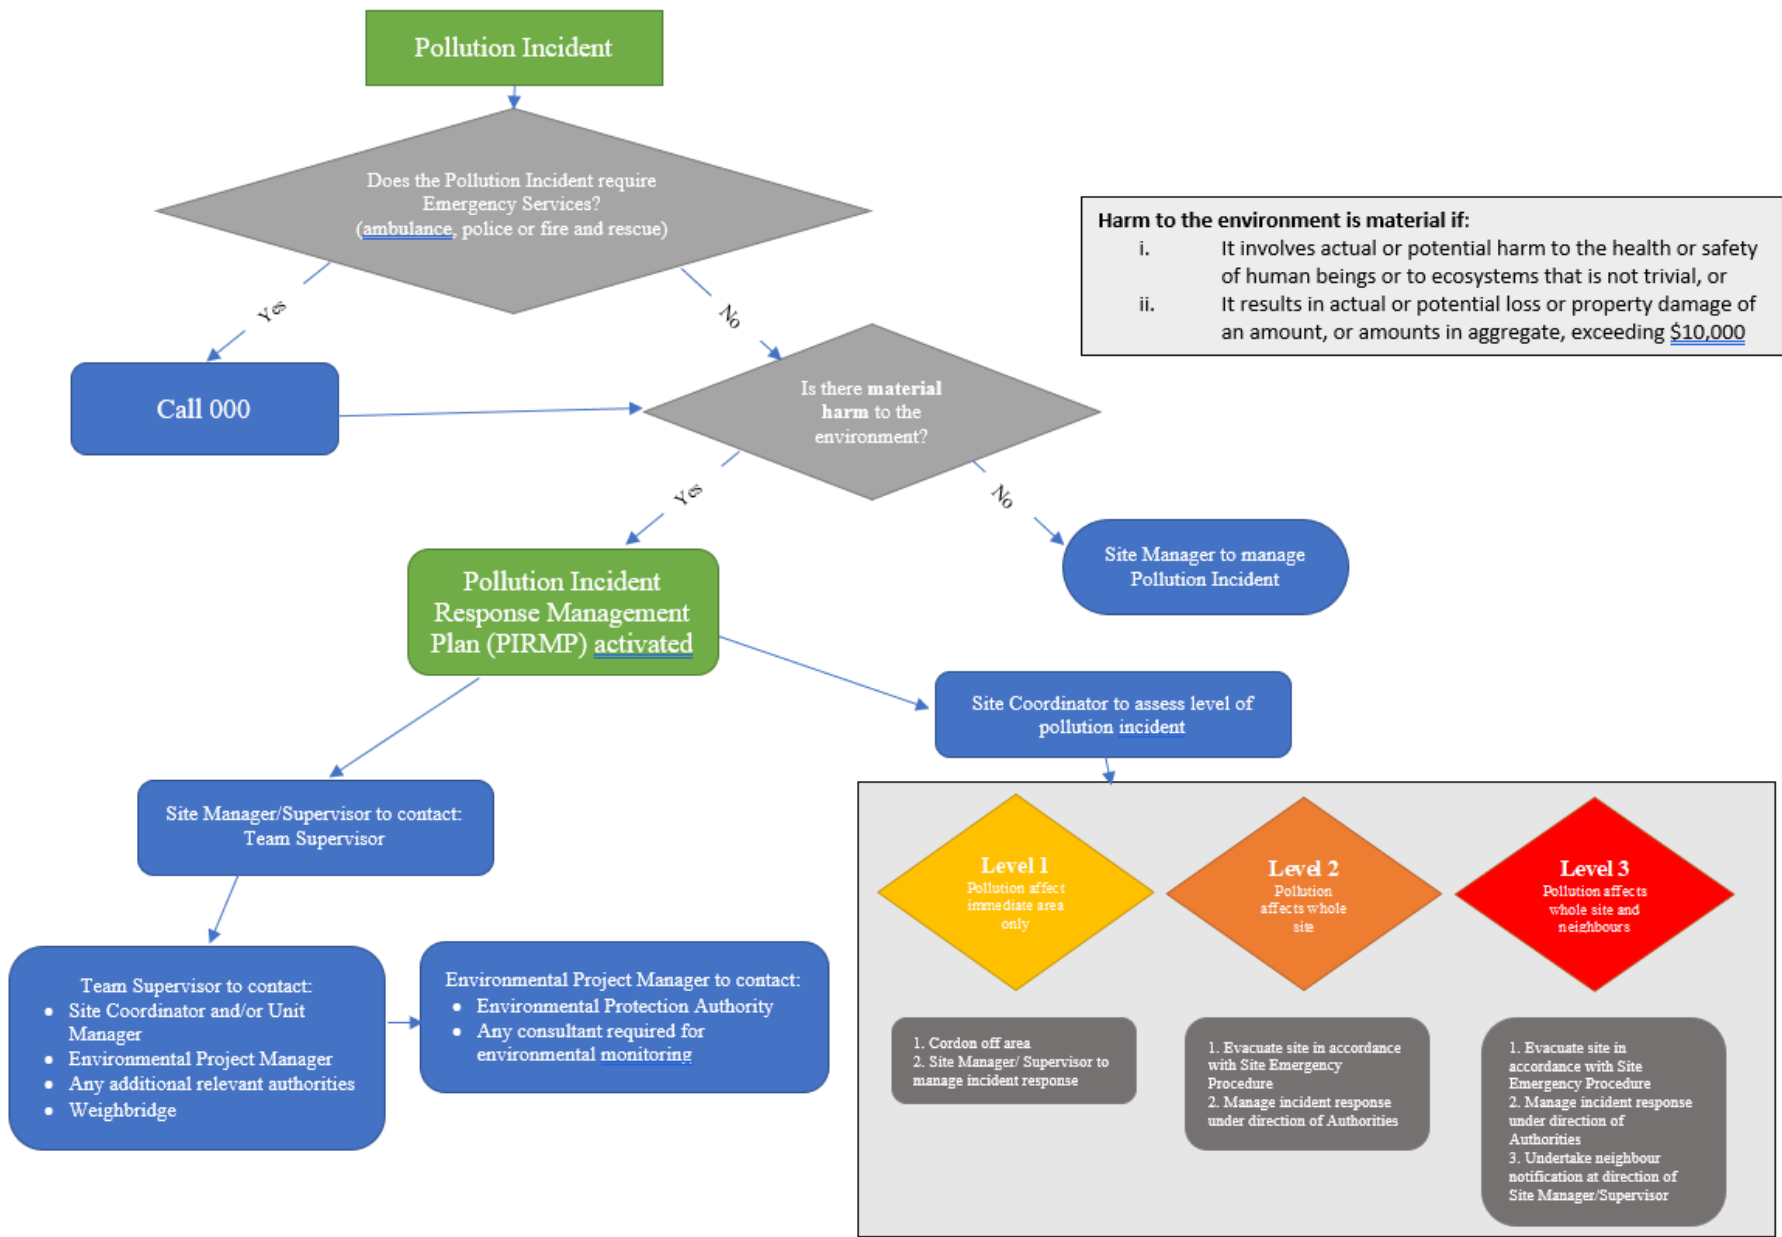 Pollution Incident
Does the Pollution Incident require
Emergency Services?
(ambulance, police or fire and rescue)
Harm to the environment is material if:
i. It involves actual or potential harm to the health or safety
of human beings or to ecosystems that is not trivial, or
ii. It results in actual or potential loss or property damage of
an amount, or amounts in aggregate, exceeding $10,000
Yes
No
Call 000
Is there material
harm to the
environment?
Yes
No
Site Manager to manage
Pollution Incident
Pollution Incident
Response Management
Plan (PIRMP) activated
Site Coordinator to assess level of
pollution incident
Site Manager/Supervisor to contact:
Team Supervisor
Team Supervisor to contact:
• Site Coordinator and/or Unit
Manager
• Environmental Project Manager
• Any additional relevant authorities
• Weighbridge
Environmental Project Manager to contact:
• Environmental Protection Authority
• Any consultant required for
environmental monitoring
Level 1
Pollution affect
immediate area
only
Level 2
Pollution
affects whole
site
Level 3
Pollution affects
whole site and
neighbours
1. Cordon off area
2. Site Manager/ Supervisor to
manage incident response
1. Evacuate site in accordance
with Site Emergency
Procedure
2. Manage incident response
under direction of Authorities
1. Evacuate site in
accordance with Site
Emergency Procedure
2. Manage incident response
under direction of
Authorities
3. Undertake neighbour
notification at direction of
Site Manager/Supervisor